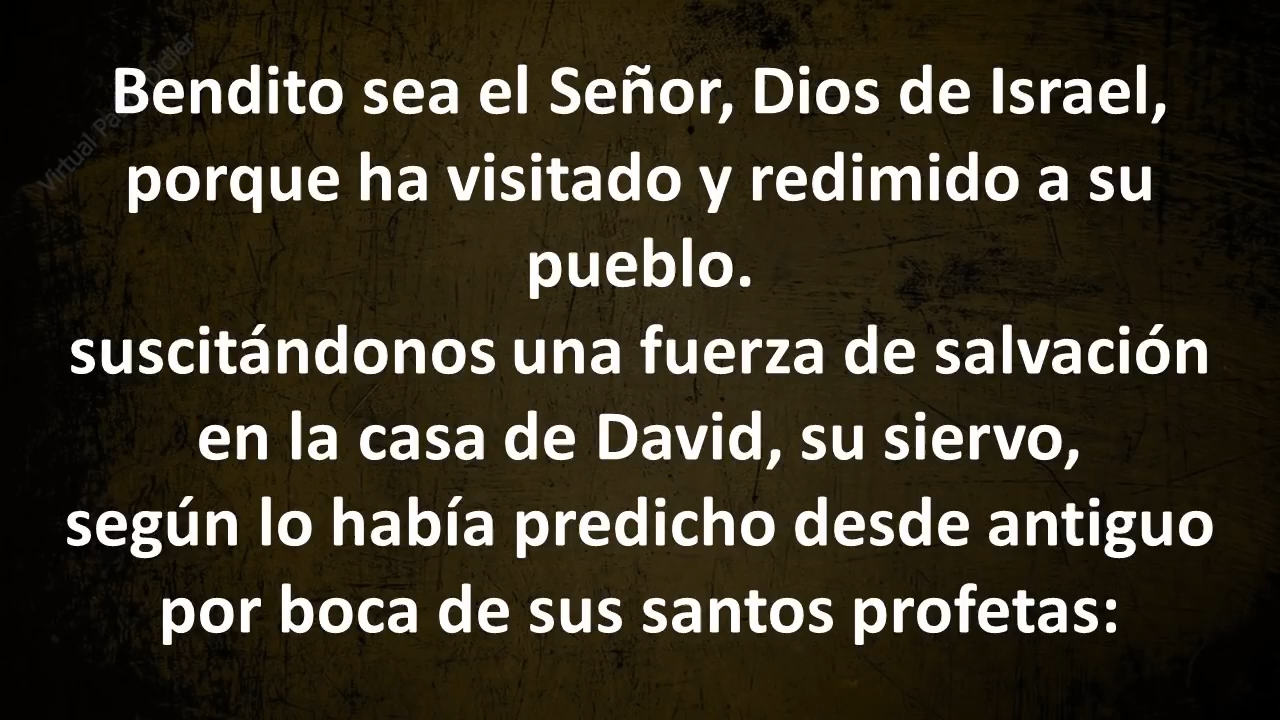 Bendito sea el Señor, Dios de Israel,
porque ha visitado y redimido a su
pueblo.
suscitándonos una fuerza de salvación
en la casa de David, su siervo,
según lo había predicho desde antiguo
por boca de sus santos profetas:
Virtual